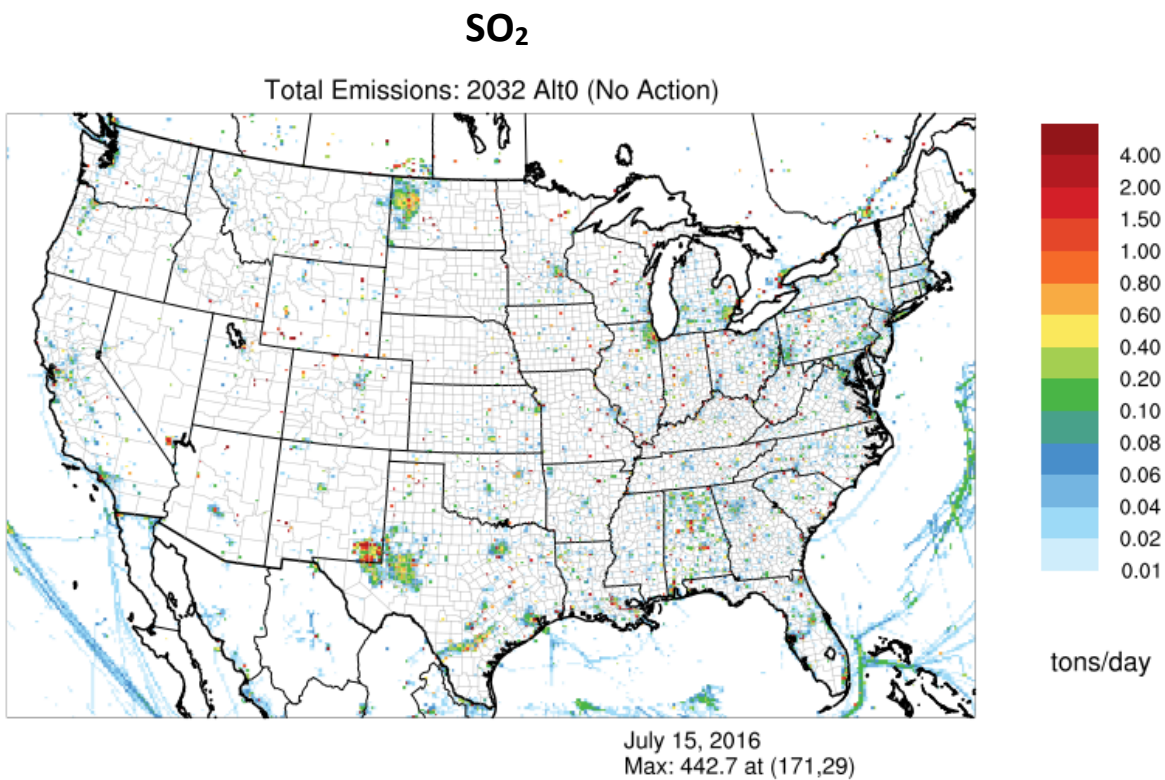 SO₂
Total Emissions: 2032 Alt0 (No Action)
4.00
2.00
1.50
1.00
0.80
0.60
0.40
0.20
0.10
0.08
0.06
0.04
0.02
0.01
tons/day
July 15, 2016
Max: 442.7 at (171,29)